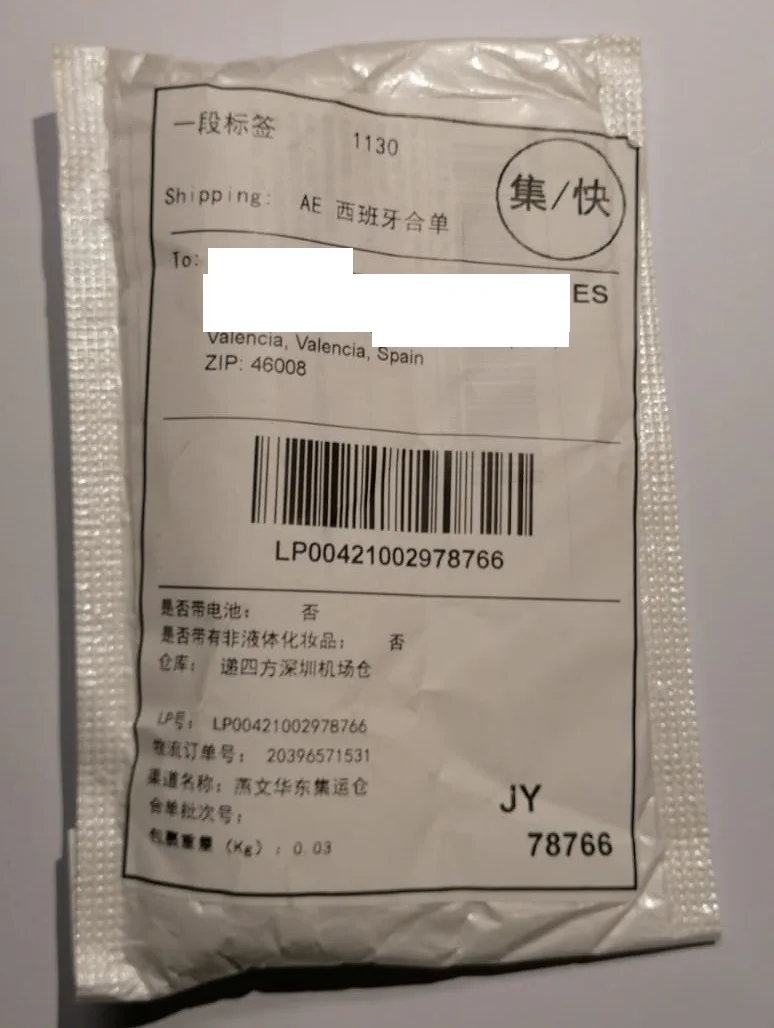 一段标签
1130
集/快
Shipping: AE 西班牙合单
To:
ES
Valencia, Valencia, Spain
ZIP: 46008
LP00421002978766
是否带电池: 否
是否带有非液体化妆品: 否
仓库: 递四方深圳机场仓
LP号: LP00421002978766
物流订单号: 20396571531
渠道名称: 燕文华东集运仓
合单批次号:
包裹重量 (Kg): 0.03
JY
78766